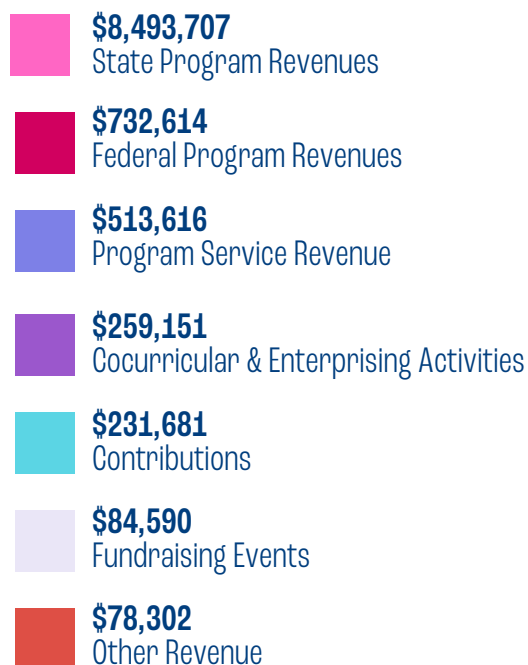 $8,493,707
State Program Revenues
$732,614
Federal Program Revenues
$513,616
Program Service Revenue
$259,151
Cocurricular & Enterprising Activities
$231,681
Contributions
$84,590
Fundraising Events
$78,302
Other Revenue